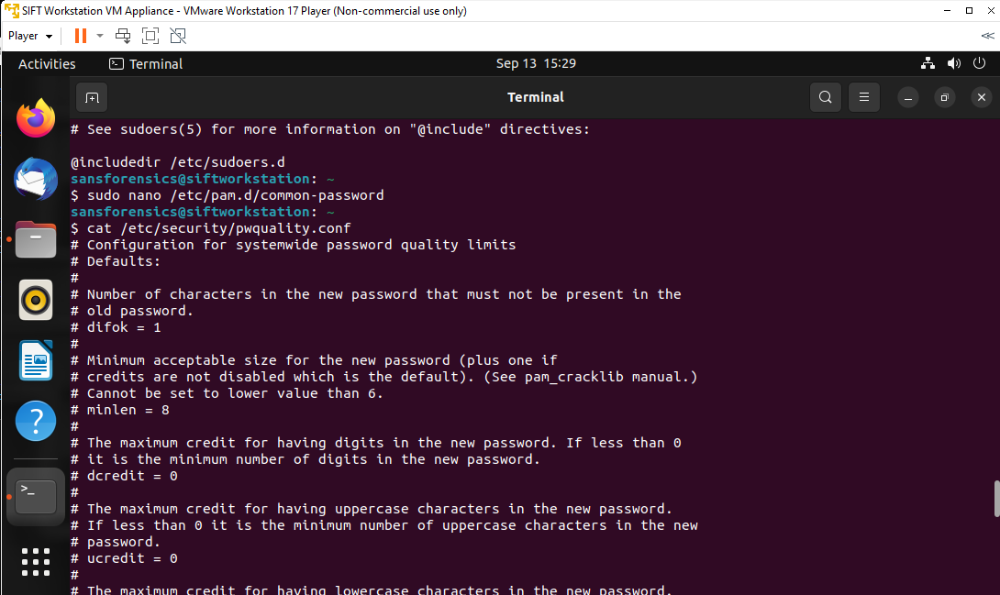 SIFT Workstation VM Appliance - VMware Workstation 17 Player (Non-commercial use only)
Player
Activities
Terminal
Sep 13 15:29
Terminal
# See sudoers(5) for more information on "@include" directives:
@includedir /etc/sudoers.d
sansforensics@siftworkstation: ~
$ sudo nano /etc/pam.d/common-password
sansforensics@siftworkstation: ~
$ cat /etc/security/pwquality.conf
# Configuration for systemwide password quality limits
# Defaults:
#
# Number of characters in the new password that must not be present in the
# old password.
# difok = 1
#
# Minimum acceptable size for the new password (plus one if
# credits are not disabled which is the default). (See pam_cracklib manual.)
# Cannot be set to lower value than 6.
# minlen = 8
#
# The maximum credit for having digits in the new password. If less than 0
# it is the minimum number of digits in the new password.
# dcredit = 0
#
# The maximum credit for having uppercase characters in the new password.
# If less than 0 it is the minimum number of uppercase characters in the new
# password.
# ucredit = 0
#
# The maximum credit for having lowercase characters in the new password.